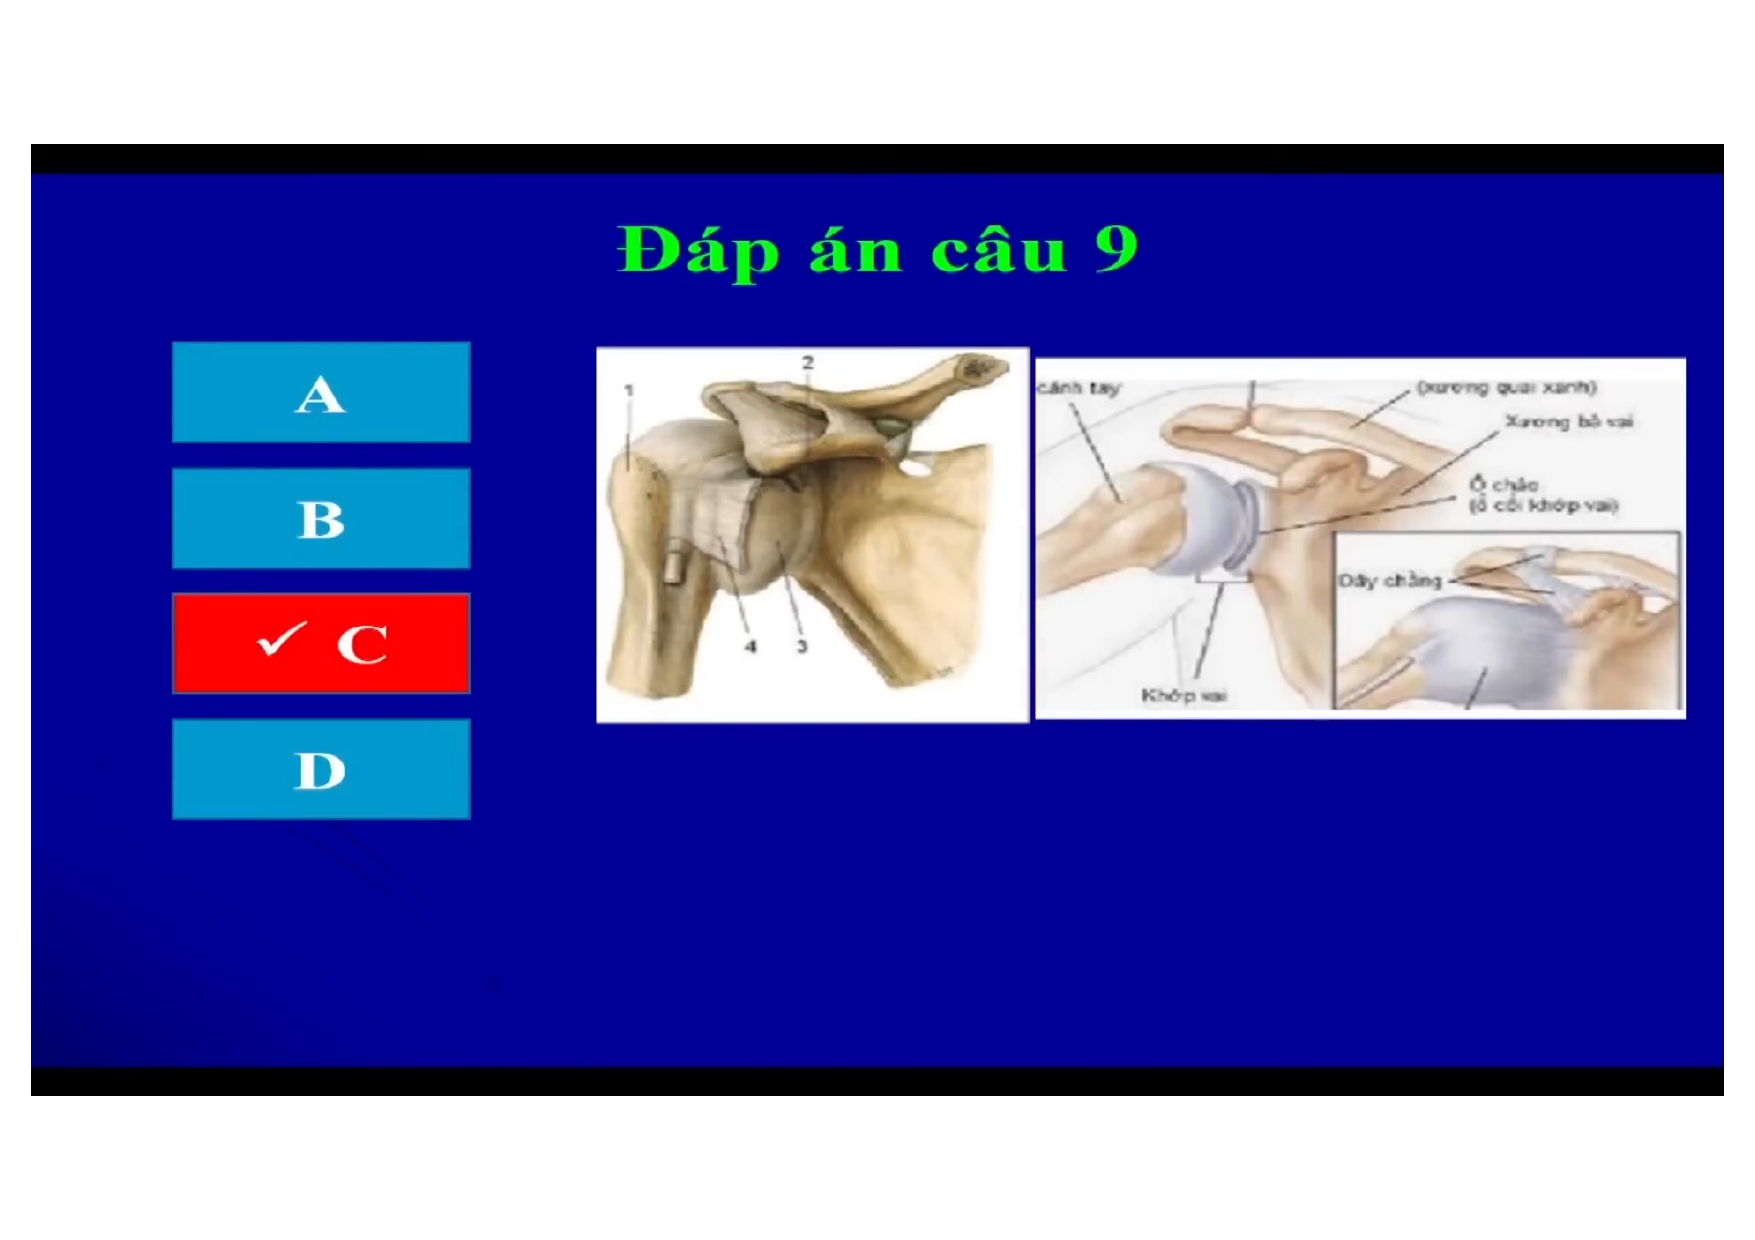 Đáp án câu 9
A
B
✓ C
D
1
2
4
3
cánh tay
(xương quai xanh)
Xương bả vai
Ổ chảo
(ổ cối khớp vai)
Dây chằng
Khớp vai